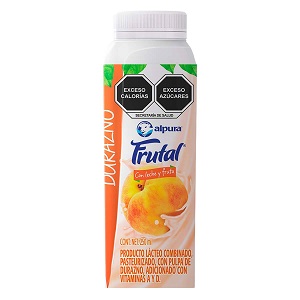 EXCESO
CALORÍAS
EXCESO
AZÚCARES
SECRETARÍA DE SALUD
DURAZNO
alpura
Frutal
Con leche y fruta
CONT. NET. 250 ml
PRODUCTO LÁCTEO COMBINADO,
PASTEURIZADO, CON PULPA DE
DURAZNO, ADICIONADO CON
VITAMINAS A Y D.